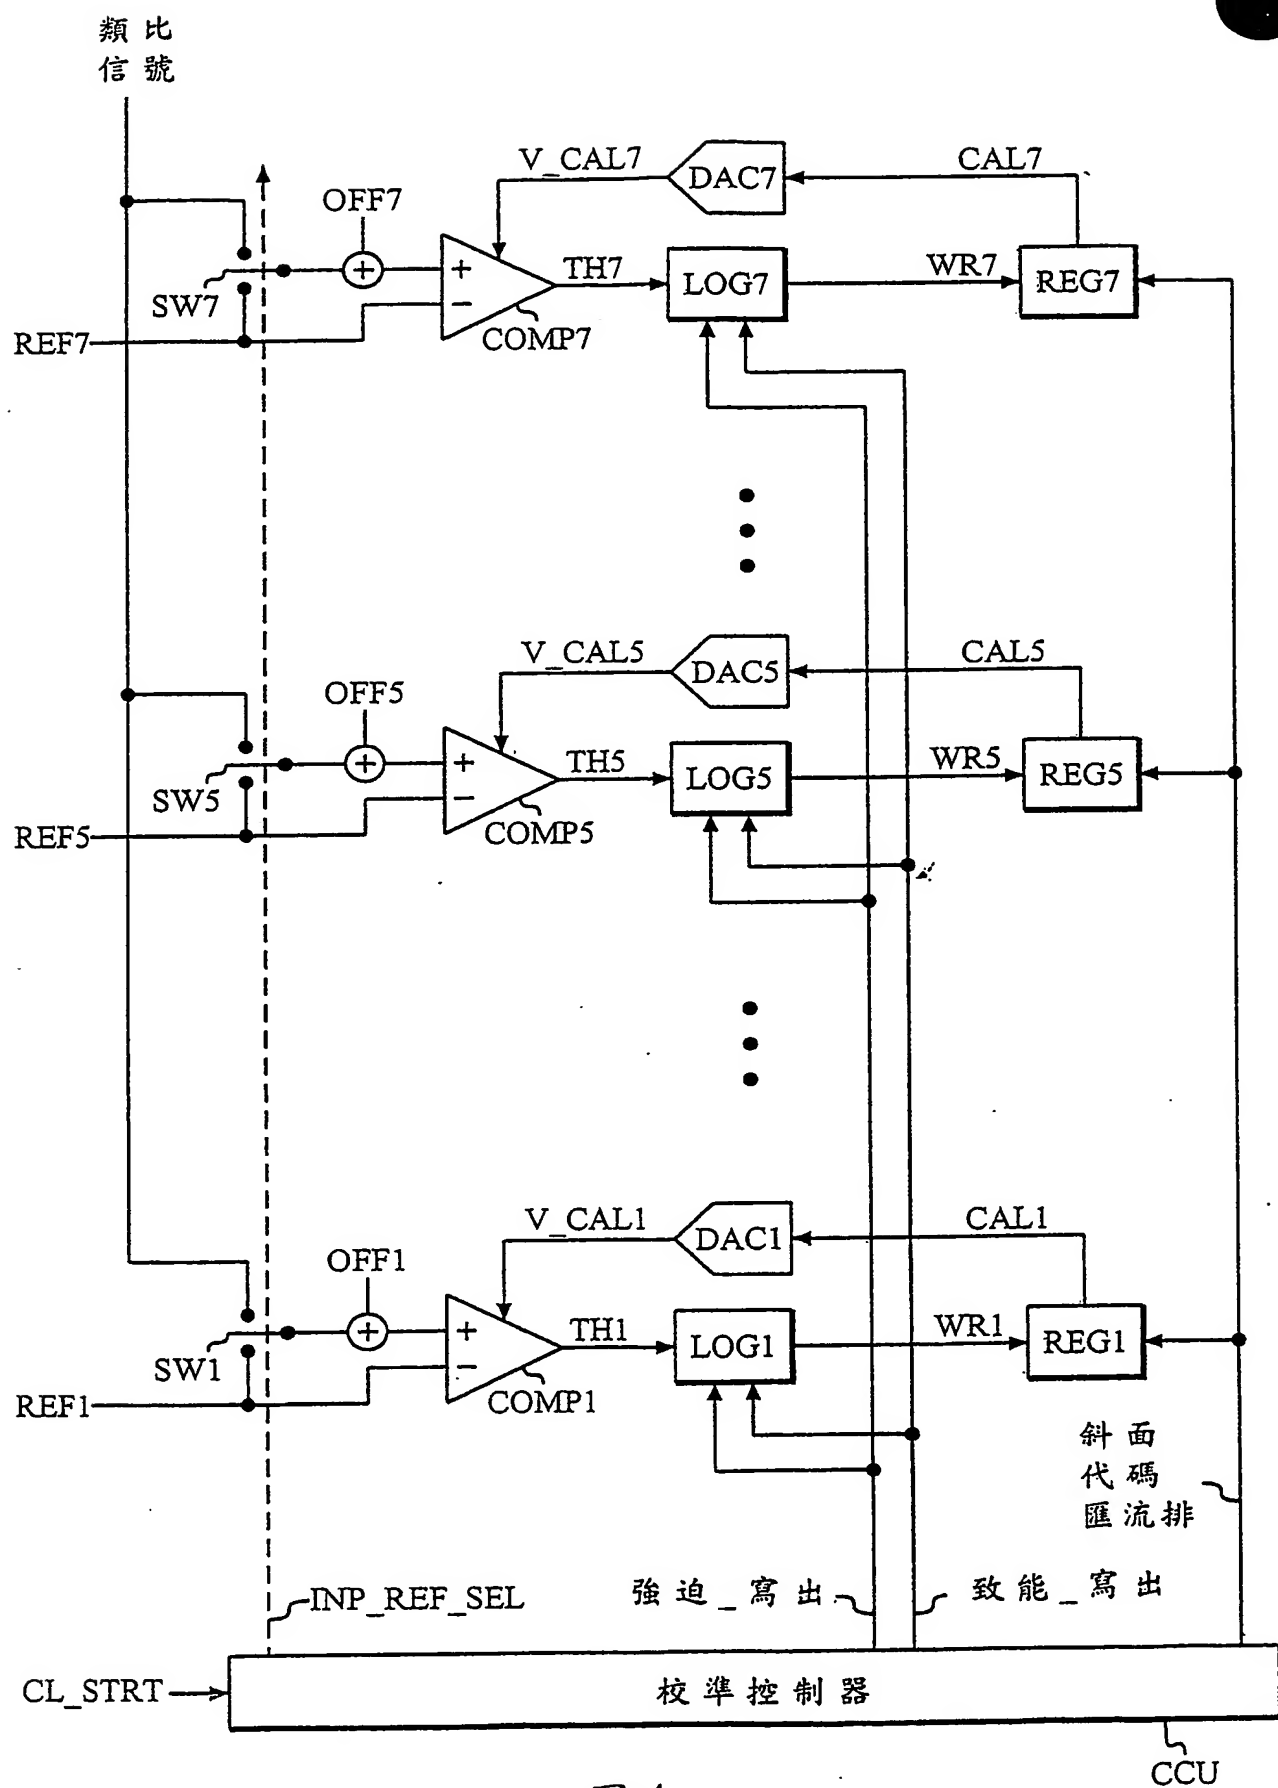 類比
信號
V_CAL7
DAC7
CAL7
OFF7
+
+
−
TH7
LOG7
WR7
REG7
SW7
COMP7
REF7
V_CAL5
DAC5
CAL5
OFF5
+
+
−
TH5
LOG5
WR5
REG5
SW5
COMP5
REF5
V_CAL1
DAC1
CAL1
OFF1
+
+
−
TH1
LOG1
WR1
REG1
SW1
COMP1
REF1
斜面
代碼
匯流排
INP_REF_SEL
強迫_寫出
致能_寫出
CL_STRT
校準控制器
CCU